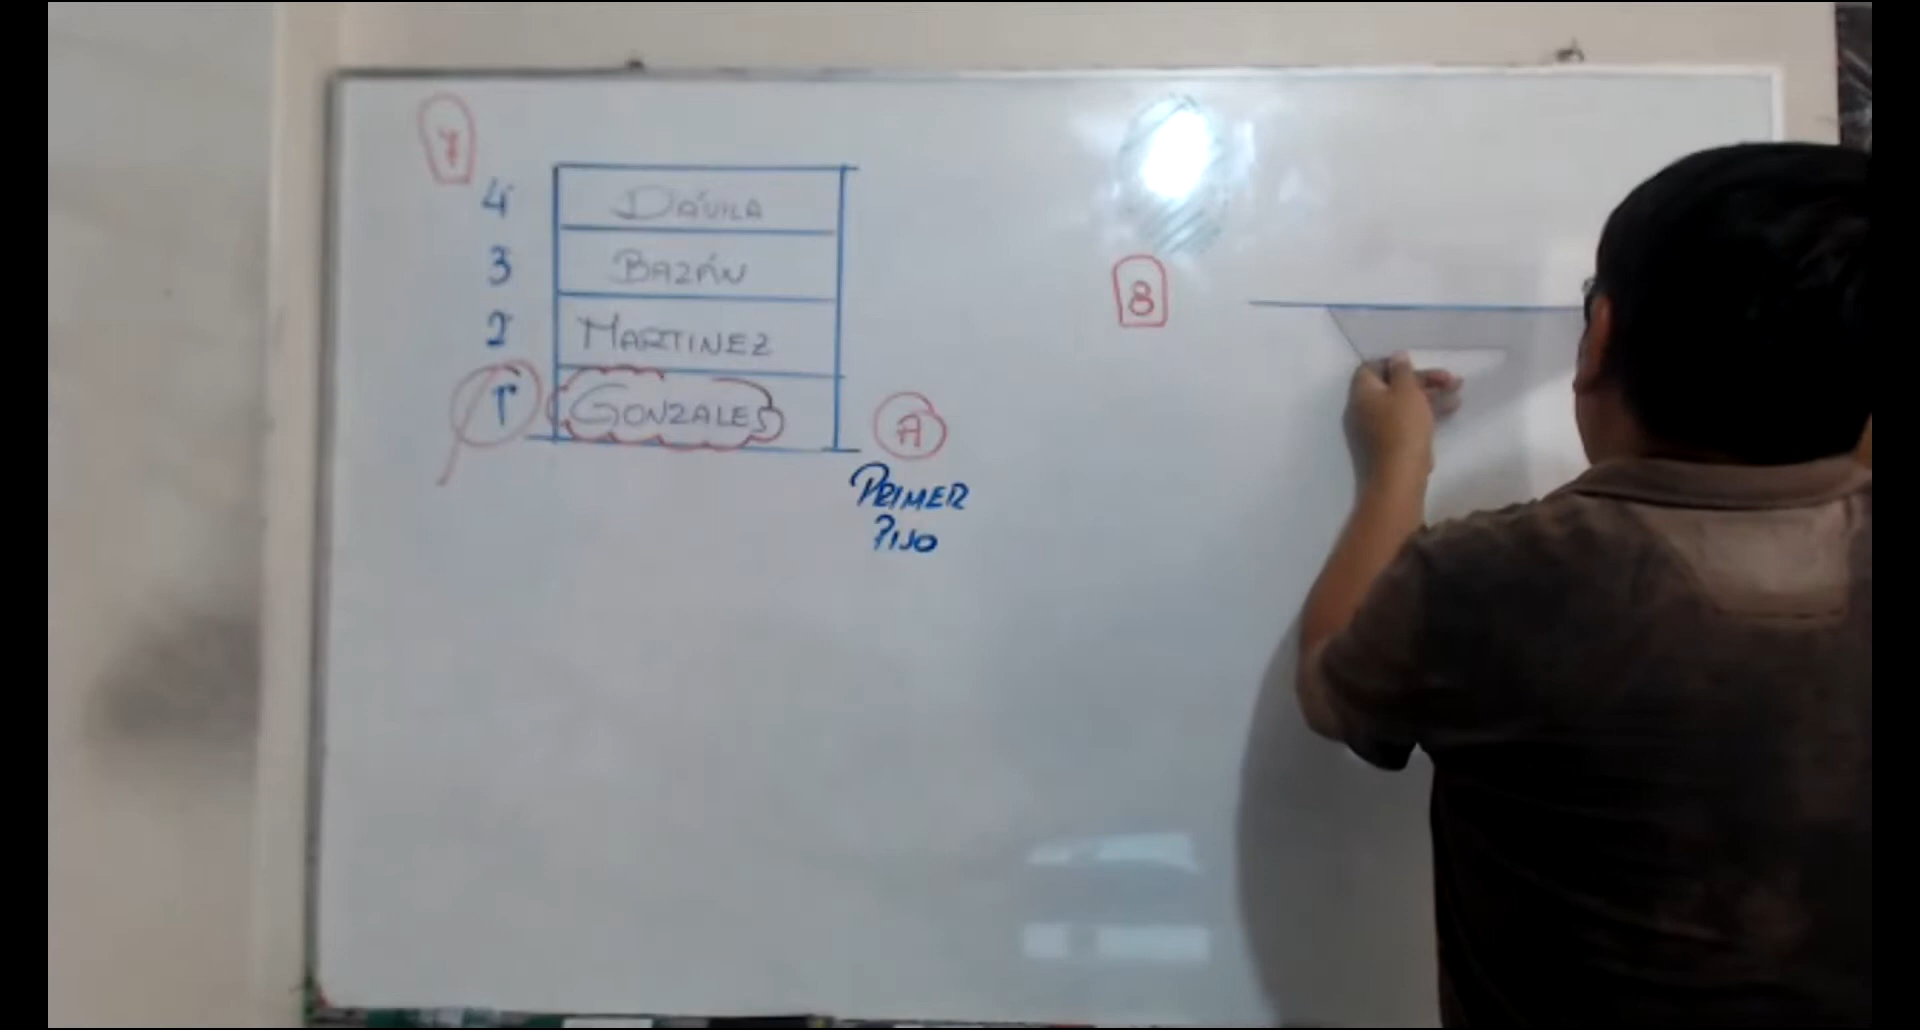 7
4 DÁVILA
3 BAZÁN
2 MARTINEZ
1 GONZALES
A
PRIMER
PISO
8